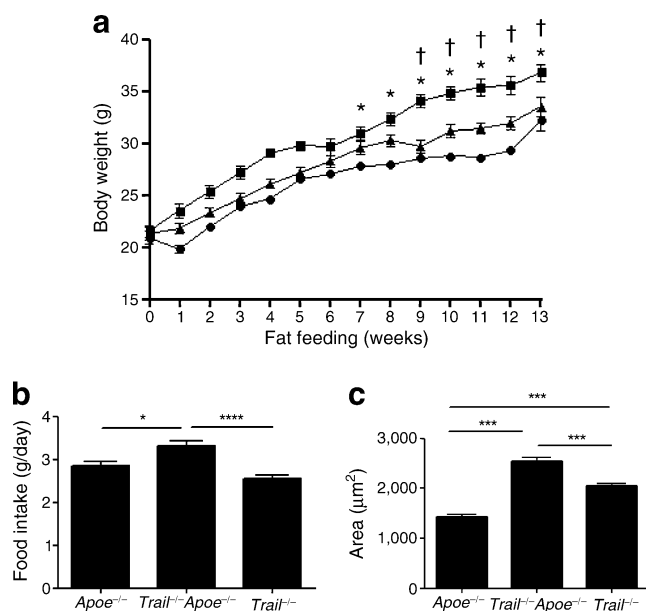 a
40
35
30
25
20
15
Body weight (g)
† † † † †
* * * * * * *
0 1 2 3 4 5 6 7 8 9 10 11 12 13
Fat feeding (weeks)
b
4
3
2
1
0
Food intake (g/day)
* ****
Apoe⁻/⁻ Trail⁻/⁻Apoe⁻/⁻ Trail⁻/⁻
c
3,000
2,000
1,000
0
Area (μm²)
***
*** ***
Apoe⁻/⁻ Trail⁻/⁻Apoe⁻/⁻ Trail⁻/⁻